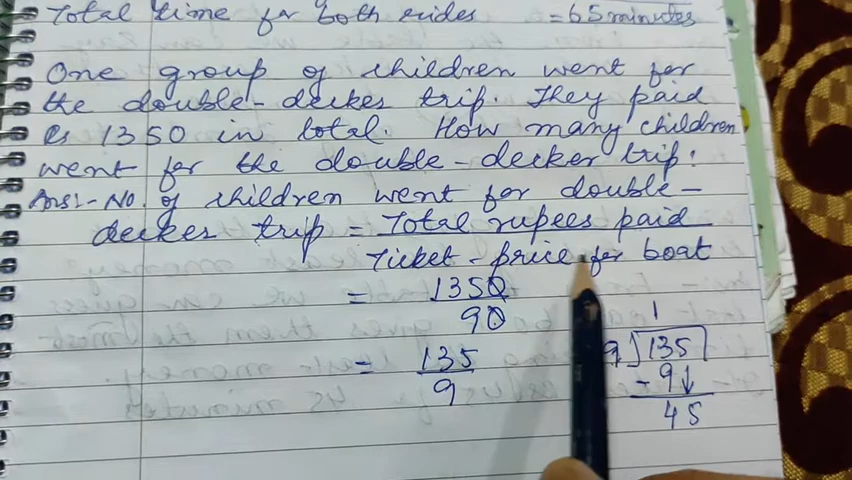 Total time for both rides = 65 minutes
One group of children went for
the double-decker trip. They paid
Rs 1350 in total. How many children
went for the double-decker trip?
Ans:- No. of children went for double-
decker trip = Total rupees paid
Ticket-price for boat
= 1350
90
= 135
9
1
9 135
-9↓
45